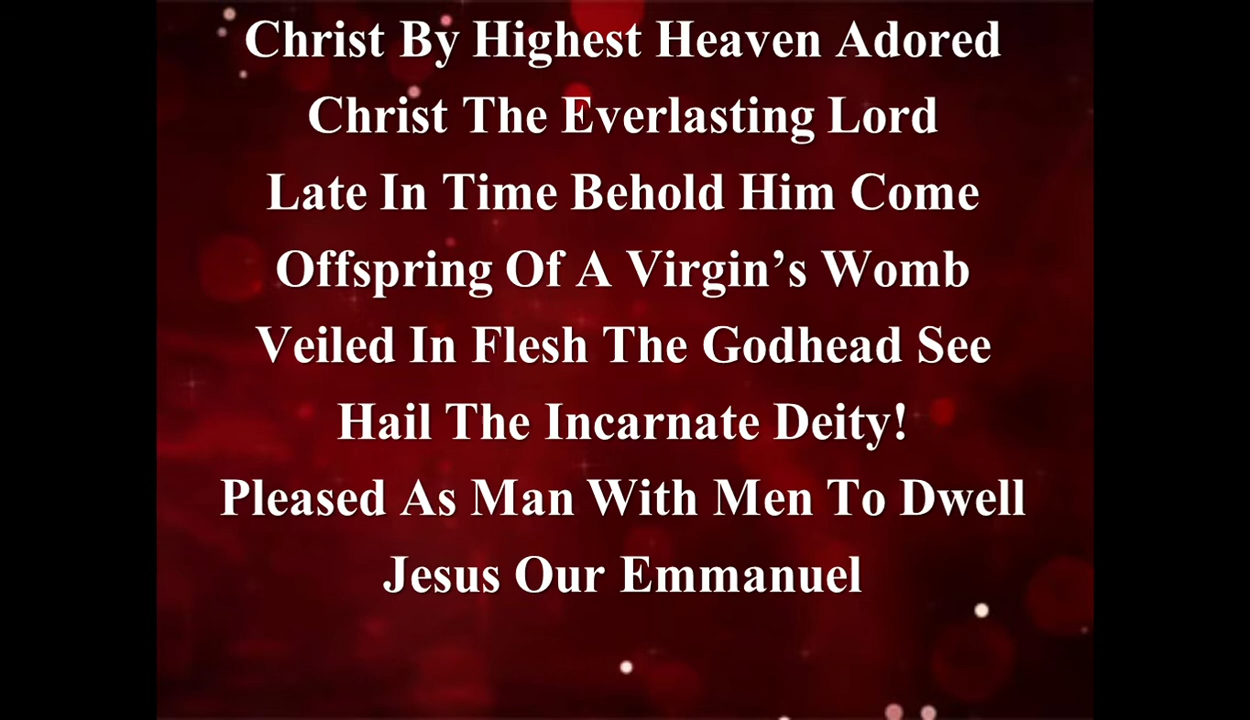 Christ By Highest Heaven Adored
Christ The Everlasting Lord
Late In Time Behold Him Come
Offspring Of A Virgin’s Womb
Veiled In Flesh The Godhead See
Hail The Incarnate Deity!
Pleased As Man With Men To Dwell
Jesus Our Emmanuel